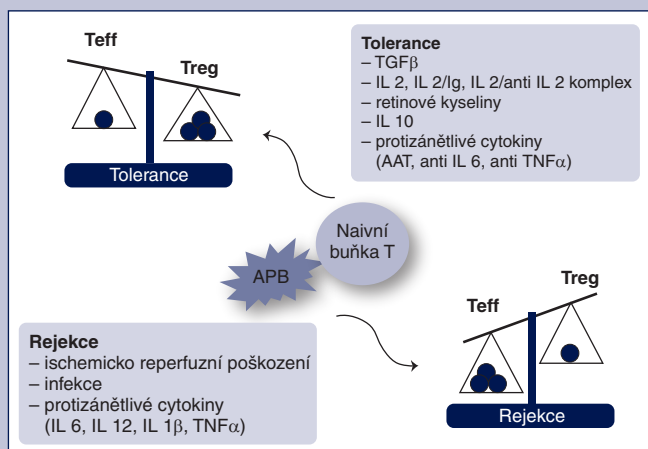 Teff
Treg
Tolerance
Tolerance
– TGFβ
– IL 2, IL 2/Ig, IL 2/anti IL 2 komplex
– retinové kyseliny
– IL 10
– protizánětlivé cytokiny
(AAT, anti IL 6, anti TNFα)
Naivní
buňka T
APB
Rejekce
– ischemicko reperfuzní poškození
– infekce
– protizánětlivé cytokiny
(IL 6, IL 12, IL 1β, TNFα)
Teff
Treg
Rejekce